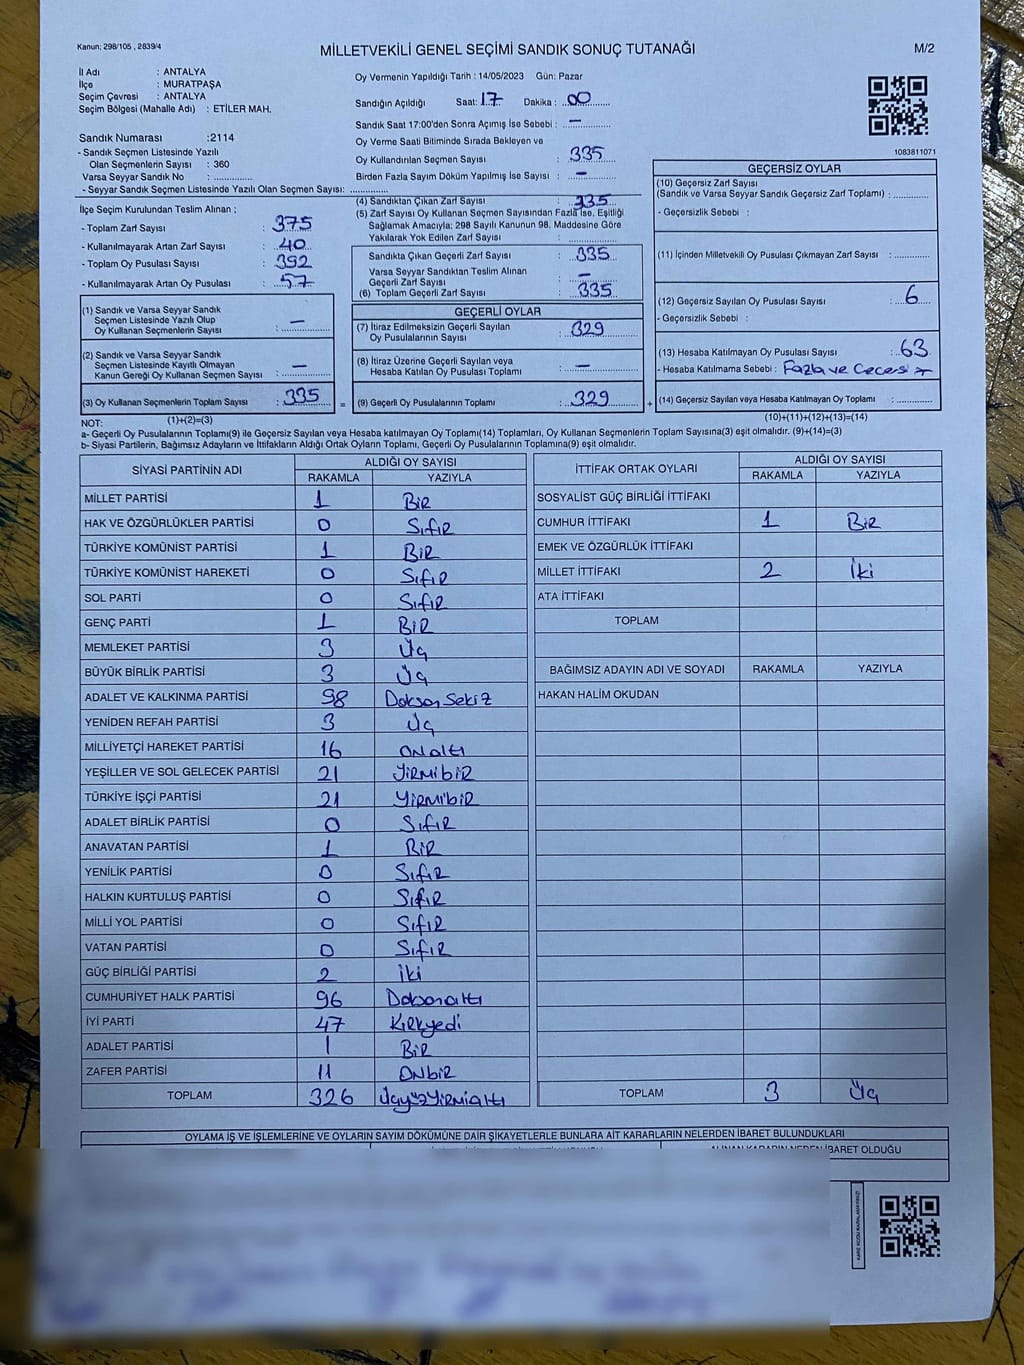 Kanun; 298/105 , 2839/4
MİLLETVEKİLİ GENEL SEÇİMİ SANDIK SONUÇ TUTANAĞI
M/2
İl Adı : ANTALYA
İlçe : MURATPAŞA
Seçim Çevresi : ANTALYA
Seçim Bölgesi (Mahalle Adı) : ETİLER MAH.
Sandık Numarası :2114
- Sandık Seçmen Listesinde Yazılı
Olan Seçmenlerin Sayısı : 360
Varsa Seyyar Sandık No : ..............
- Seyyar Sandık Seçmen Listesinde Yazılı Olan Seçmen Sayısı: ..............
Oy Vermenin Yapıldığı Tarih : 14/05/2023 Gün: Pazar
Sandığın Açıldığı Saat: 17 Dakika : 00
Sandık Saat 17:00'den Sonra Açımış İse Sebebi : –
Oy Verme Saati Bitiminde Sırada Bekleyen ve
Oy Kullandırılan Seçmen Sayısı : 335
Birden Fazla Sayım Döküm Yapılmış İse Sayısı : –
1083811071
İlçe Seçim Kurulundan Teslim Alınan ;
- Toplam Zarf Sayısı : 375
- Kullanılmayarak Artan Zarf Sayısı : 40
- Toplam Oy Pusulası Sayısı : 392
- Kullanılmayarak Artan Oy Pusulası : 57
(1) Sandık ve Varsa Seyyar Sandık
Seçmen Listesinde Yazılı Olup
Oy Kullanan Seçmenlerin Sayısı : –
(2) Sandık ve Varsa Seyyar Sandık
Seçmen Listesinde Kayıtlı Olmayan
Kanun Gereği Oy Kullanan Seçmen Sayısı : –
(3) Oy Kullanan Seçmenlerin Toplam Sayısı : 335
(1)+(2)=(3)
(4) Sandıktan Çıkan Zarf Sayısı : 335
(5) Zarf Sayısı Oy Kullanan Seçmen Sayısından Fazla İse, Eşitliği
Sağlamak Amacıyla; 298 Sayılı Kanunun 98. Maddesine Göre
Yakılarak Yok Edilen Zarf Sayısı : ..............
Sandıkta Çıkan Geçerli Zarf Sayısı : 335
Varsa Seyyar Sandıktan Teslim Alınan
Geçerli Zarf Sayısı : –
(6) Toplam Geçerli Zarf Sayısı : 335
GEÇERLİ OYLAR
(7) İtiraz Edilmeksizin Geçerli Sayılan
Oy Pusulalarının Sayısı : 329
(8) İtiraz Üzerine Geçerli Sayılan veya
Hesaba Katılan Oy Pusulası Toplamı : –
= (9) Geçerli Oy Pusulalarının Toplamı : 329 +
GEÇERSİZ OYLAR
(10) Geçersiz Zarf Sayısı
(Sandık ve Varsa Seyyar Sandık Geçersiz Zarf Toplamı) : ..............
- Geçersizlik Sebebi :
(11) İçinden Milletvekili Oy Pusulası Çıkmayan Zarf Sayısı : ..............
(12) Geçersiz Sayılan Oy Pusulası Sayısı : 6
- Geçersizlik Sebebi :
(13) Hesaba Katılmayan Oy Pusulası Sayısı : 63
- Hesaba Katılmama Sebebi : Fazla ve
(14) Geçersiz Sayılan veya Hesaba Katılmayan Oy Toplamı : ..............
(10)+(11)+(12)+(13)=(14)
NOT:
a- Geçerli Oy Pusulalarının Toplamı(9) ile Geçersiz Sayılan veya Hesaba katılmayan Oy Toplamı(14) Toplamları, Oy Kullanan Seçmenlerin Toplam Sayısına(3) eşit olmalıdır. (9)+(14)=(3)
b- Siyasi Partilerin, Bağımsız Adayların ve İttifakların Aldığı Ortak Oyların Toplamı, Geçerli Oy Pusulalarının Toplamına(9) eşit olmalıdır.
SİYASİ PARTİNİN ADI ALDIĞI OY SAYISI
RAKAMLA YAZIYLA
MİLLET PARTİSİ 1 Bir
HAK VE ÖZGÜRLÜKLER PARTİSİ 0 Sıfır
TÜRKİYE KOMÜNİST PARTİSİ 1 Bir
TÜRKİYE KOMÜNİST HAREKETİ 0 Sıfır
SOL PARTİ 0 Sıfır
GENÇ PARTİ 1 Bir
MEMLEKET PARTİSİ 3 Üç
BÜYÜK BİRLİK PARTİSİ 3 Üç
ADALET VE KALKINMA PARTİSİ 98 Doksan Sekiz
YENİDEN REFAH PARTİSİ 3 Üç
MİLLİYETÇİ HAREKET PARTİSİ 16 Onaltı
YEŞİLLER VE SOL GELECEK PARTİSİ 21 Yirmibir
TÜRKİYE İŞÇİ PARTİSİ 21 Yirmibir
ADALET BİRLİK PARTİSİ 0 Sıfır
ANAVATAN PARTİSİ 1 Bir
YENİLİK PARTİSİ 0 Sıfır
HALKIN KURTULUŞ PARTİSİ 0 Sıfır
MİLLİ YOL PARTİSİ 0 Sıfır
VATAN PARTİSİ 0 Sıfır
GÜÇ BİRLİĞİ PARTİSİ 2 İki
CUMHURİYET HALK PARTİSİ 96 Doksanaltı
İYİ PARTİ 47 Kırkyedi
ADALET PARTİSİ 1 Bir
ZAFER PARTİSİ 11 Onbir
TOPLAM 326 Üçyüzyirmialtı
İTTİFAK ORTAK OYLARI ALDIĞI OY SAYISI
RAKAMLA YAZIYLA
SOSYALİST GÜÇ BİRLİĞİ İTTİFAKI
CUMHUR İTTİFAKI 1 Bir
EMEK VE ÖZGÜRLÜK İTTİFAKI
MİLLET İTTİFAKI 2 İki
ATA İTTİFAKI
TOPLAM
BAĞIMSIZ ADAYIN ADI VE SOYADI RAKAMLA YAZIYLA
HAKAN HALİM OKUDAN
TOPLAM 3 Üç
OYLAMA İŞ VE İŞLEMLERİNE VE OYLARIN SAYIM DÖKÜMÜNE DAİR ŞİKAYETLERLE BUNLARA AİT KARARLARIN NELERDEN İBARET BULUNDUKLARI
ALINAN KARARIN NEDEN İBARET OLDUĞU